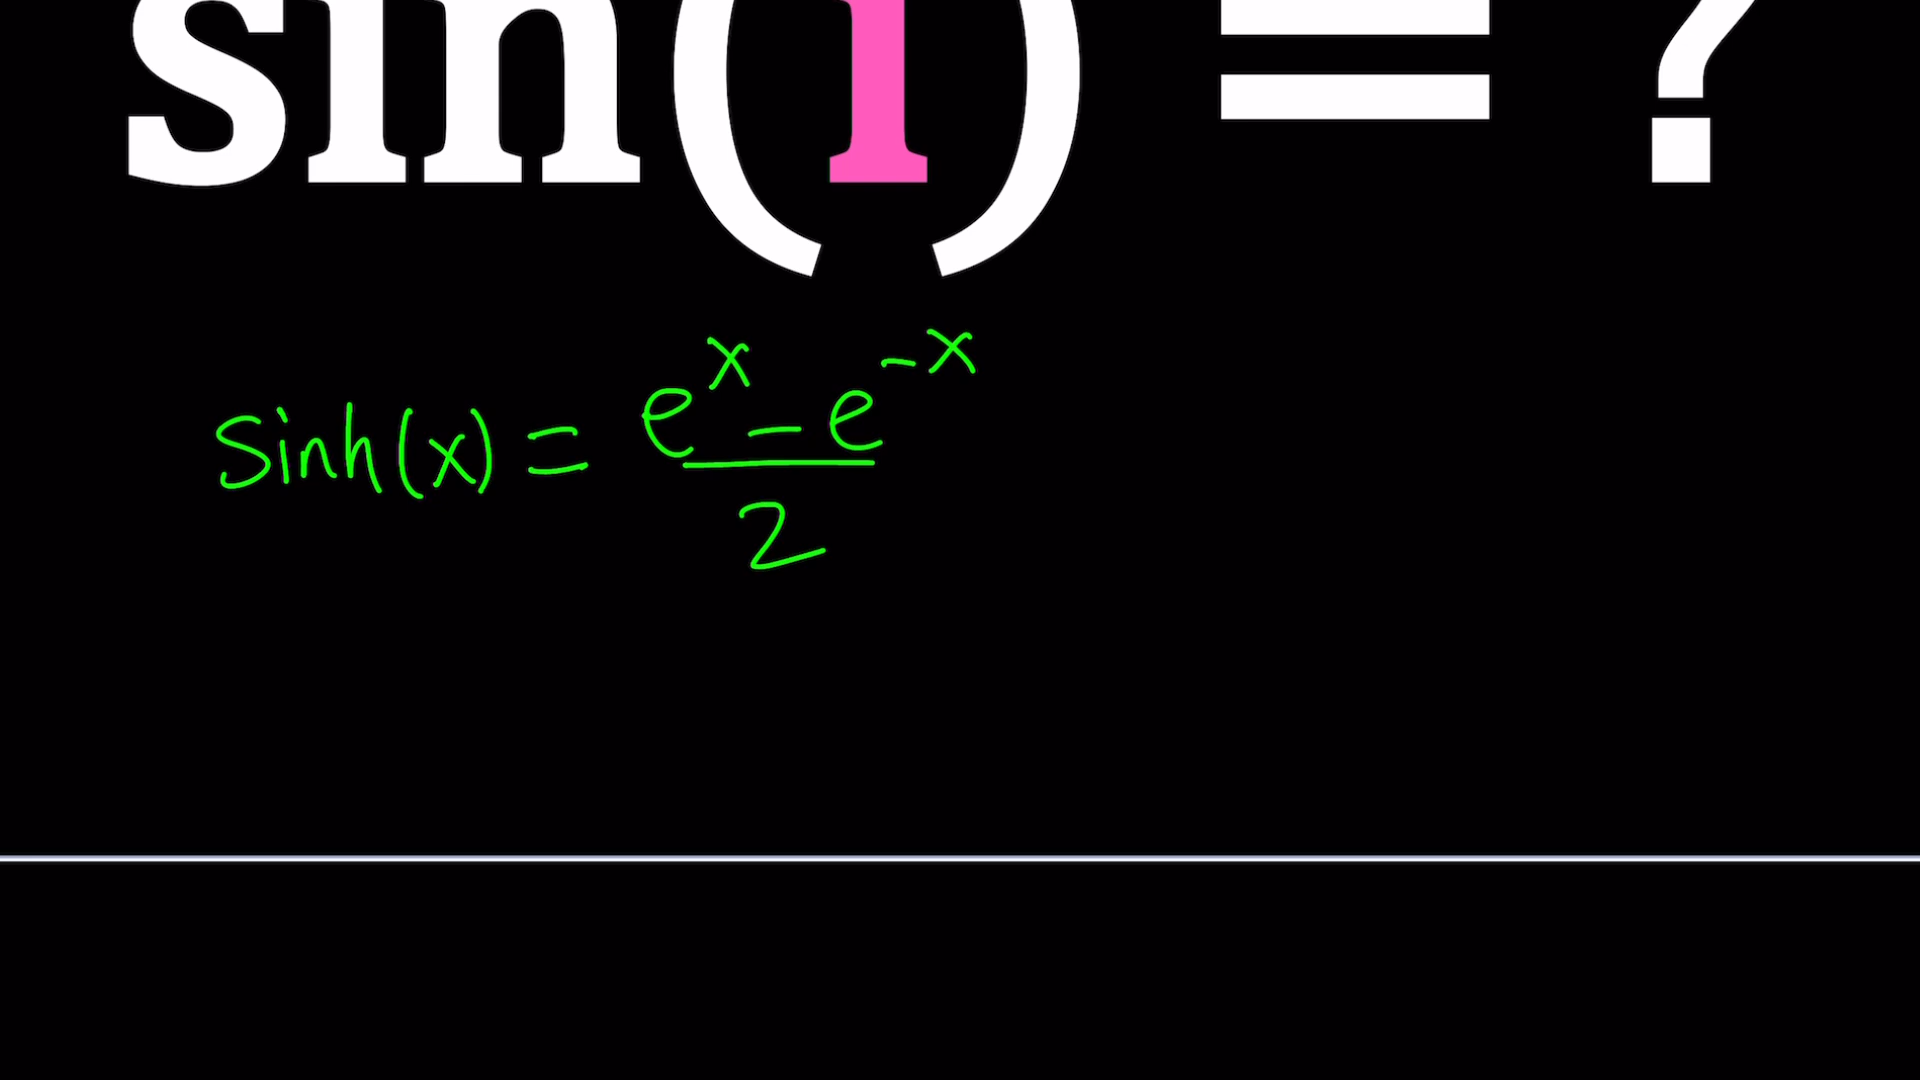 sin(i) = ?
Sinh(x) = e^x - e^-x
2